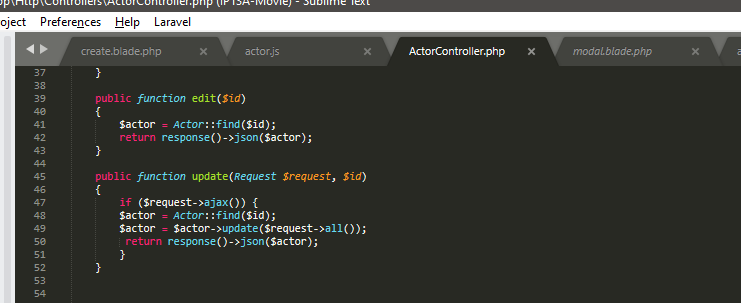 pp\Http\Controllers\ActorController.php (IPTSA-Movie) - Sublime Text
oject Preferences Help Laravel
create.blade.php × actor.js × ActorController.php × modal.blade.php × a
37 }
38
39 public function edit($id)
40 {
41 $actor = Actor::find($id);
42 return response()->json($actor);
43 }
44
45 public function update(Request $request, $id)
46 {
47 if ($request->ajax()) {
48 $actor = Actor::find($id);
49 $actor = $actor->update($request->all());
50 return response()->json($actor);
51 }
52 }
53
54